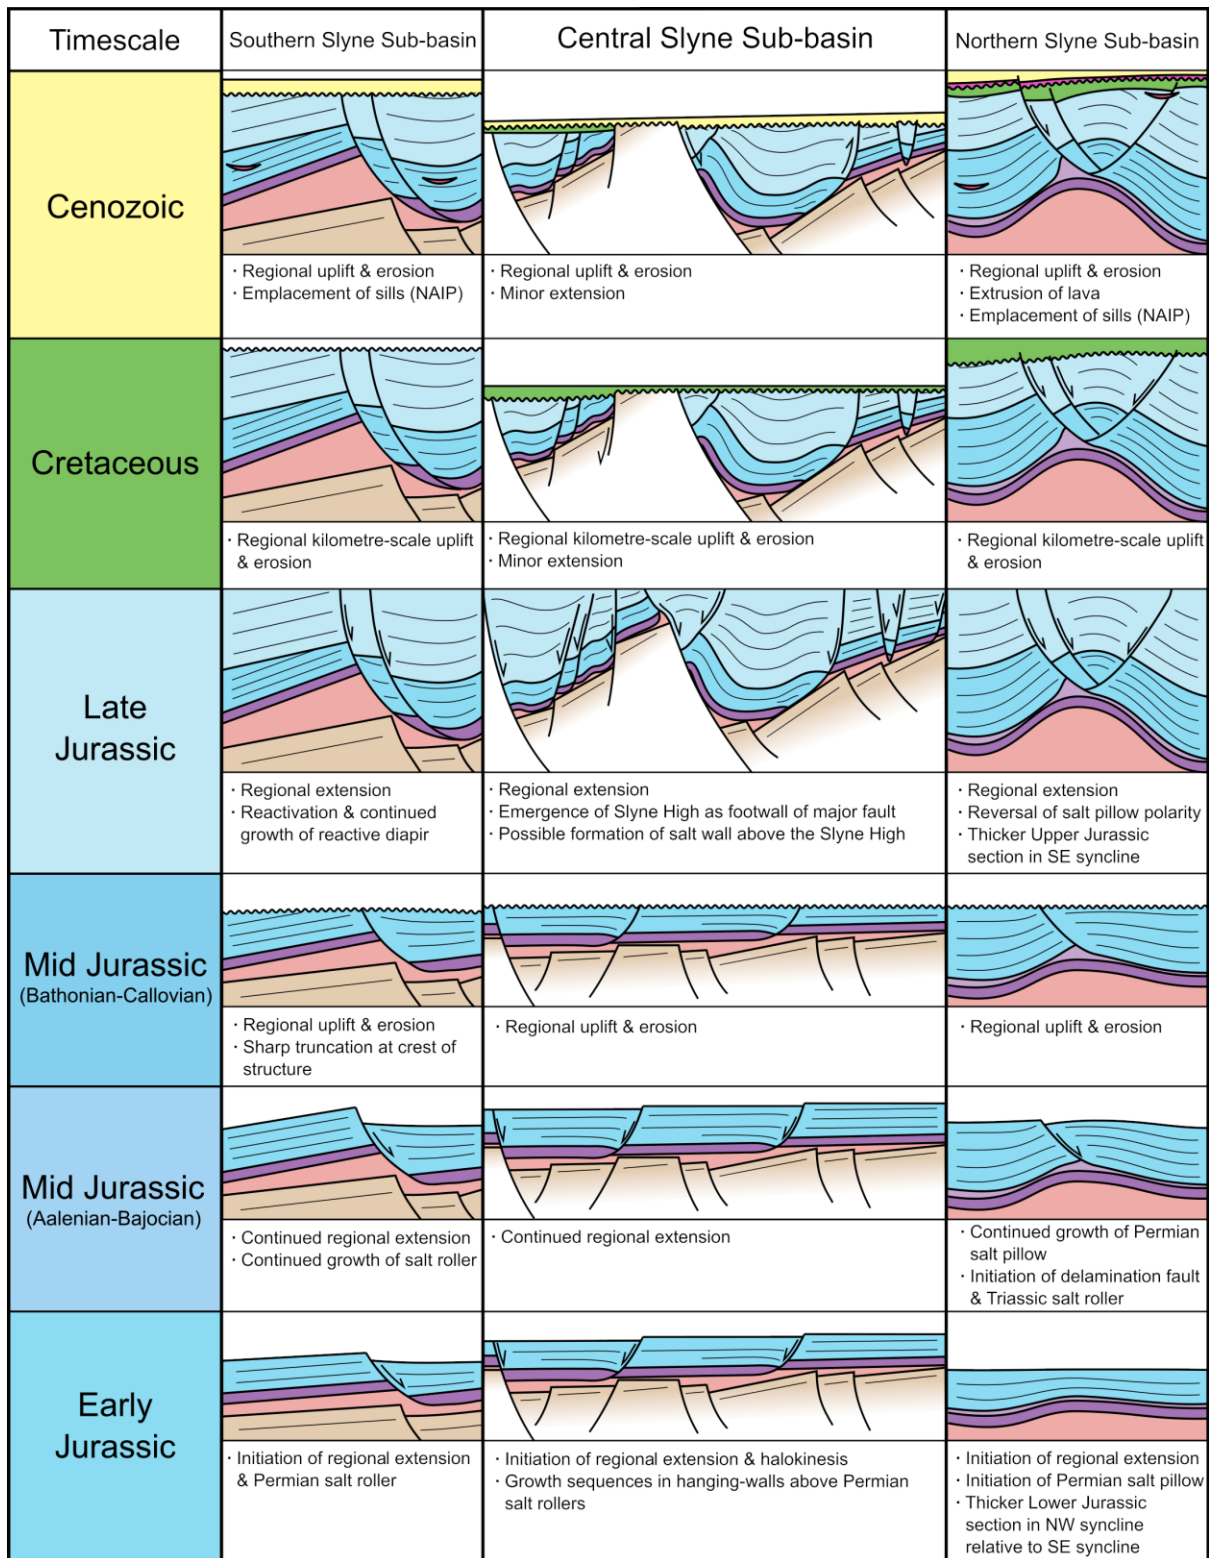 Timescale
Southern Slyne Sub-basin
Central Slyne Sub-basin
Northern Slyne Sub-basin
Cenozoic
· Regional uplift & erosion
· Emplacement of sills (NAIP)
· Regional uplift & erosion
· Minor extension
· Regional uplift & erosion
· Extrusion of lava
· Emplacement of sills (NAIP)
Cretaceous
· Regional kilometre-scale uplift
& erosion
· Regional kilometre-scale uplift & erosion
· Minor extension
· Regional kilometre-scale uplift
& erosion
Late
Jurassic
· Regional extension
· Reactivation & continued
growth of reactive diapir
· Regional extension
· Emergence of Slyne High as footwall of major fault
· Possible formation of salt wall above the Slyne High
· Regional extension
· Reversal of salt pillow polarity
· Thicker Upper Jurassic
section in SE syncline
Mid Jurassic
(Bathonian-Callovian)
· Regional uplift & erosion
· Sharp truncation at crest of
structure
· Regional uplift & erosion
· Regional uplift & erosion
Mid Jurassic
(Aalenian-Bajocian)
· Continued regional extension
· Continued growth of salt roller
· Continued regional extension
· Continued growth of Permian
salt pillow
· Initiation of delamination fault
& Triassic salt roller
Early
Jurassic
· Initiation of regional extension
& Permian salt roller
· Initiation of regional extension & halokinesis
· Growth sequences in hanging-walls above Permian
salt rollers
· Initiation of regional extension
· Initiation of Permian salt pillow
· Thicker Lower Jurassic
section in NW syncline
relative to SE syncline